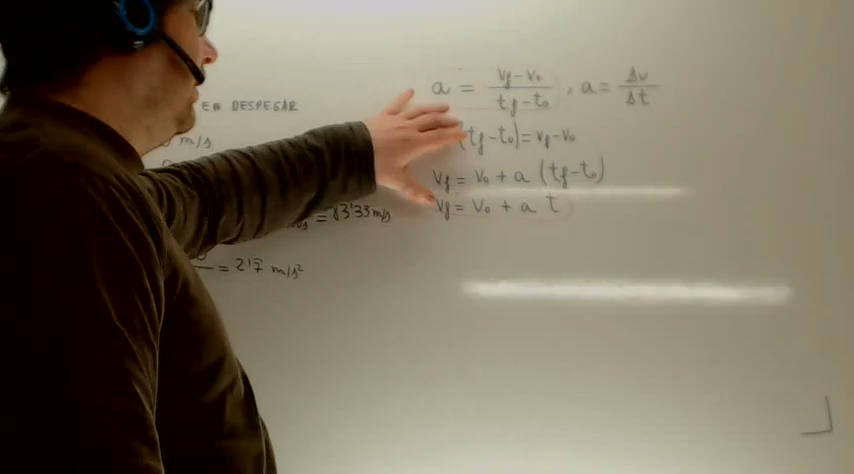 EN DESPEGAR
m/s
= 83'33 m/s
= 2'7 m/s²
a = (vf-v₀)/(tf-t₀), a = Δv/Δt
(tf-t₀) = vf-v₀
vf = v₀ + a (tf-t₀)
vf = v₀ + a t